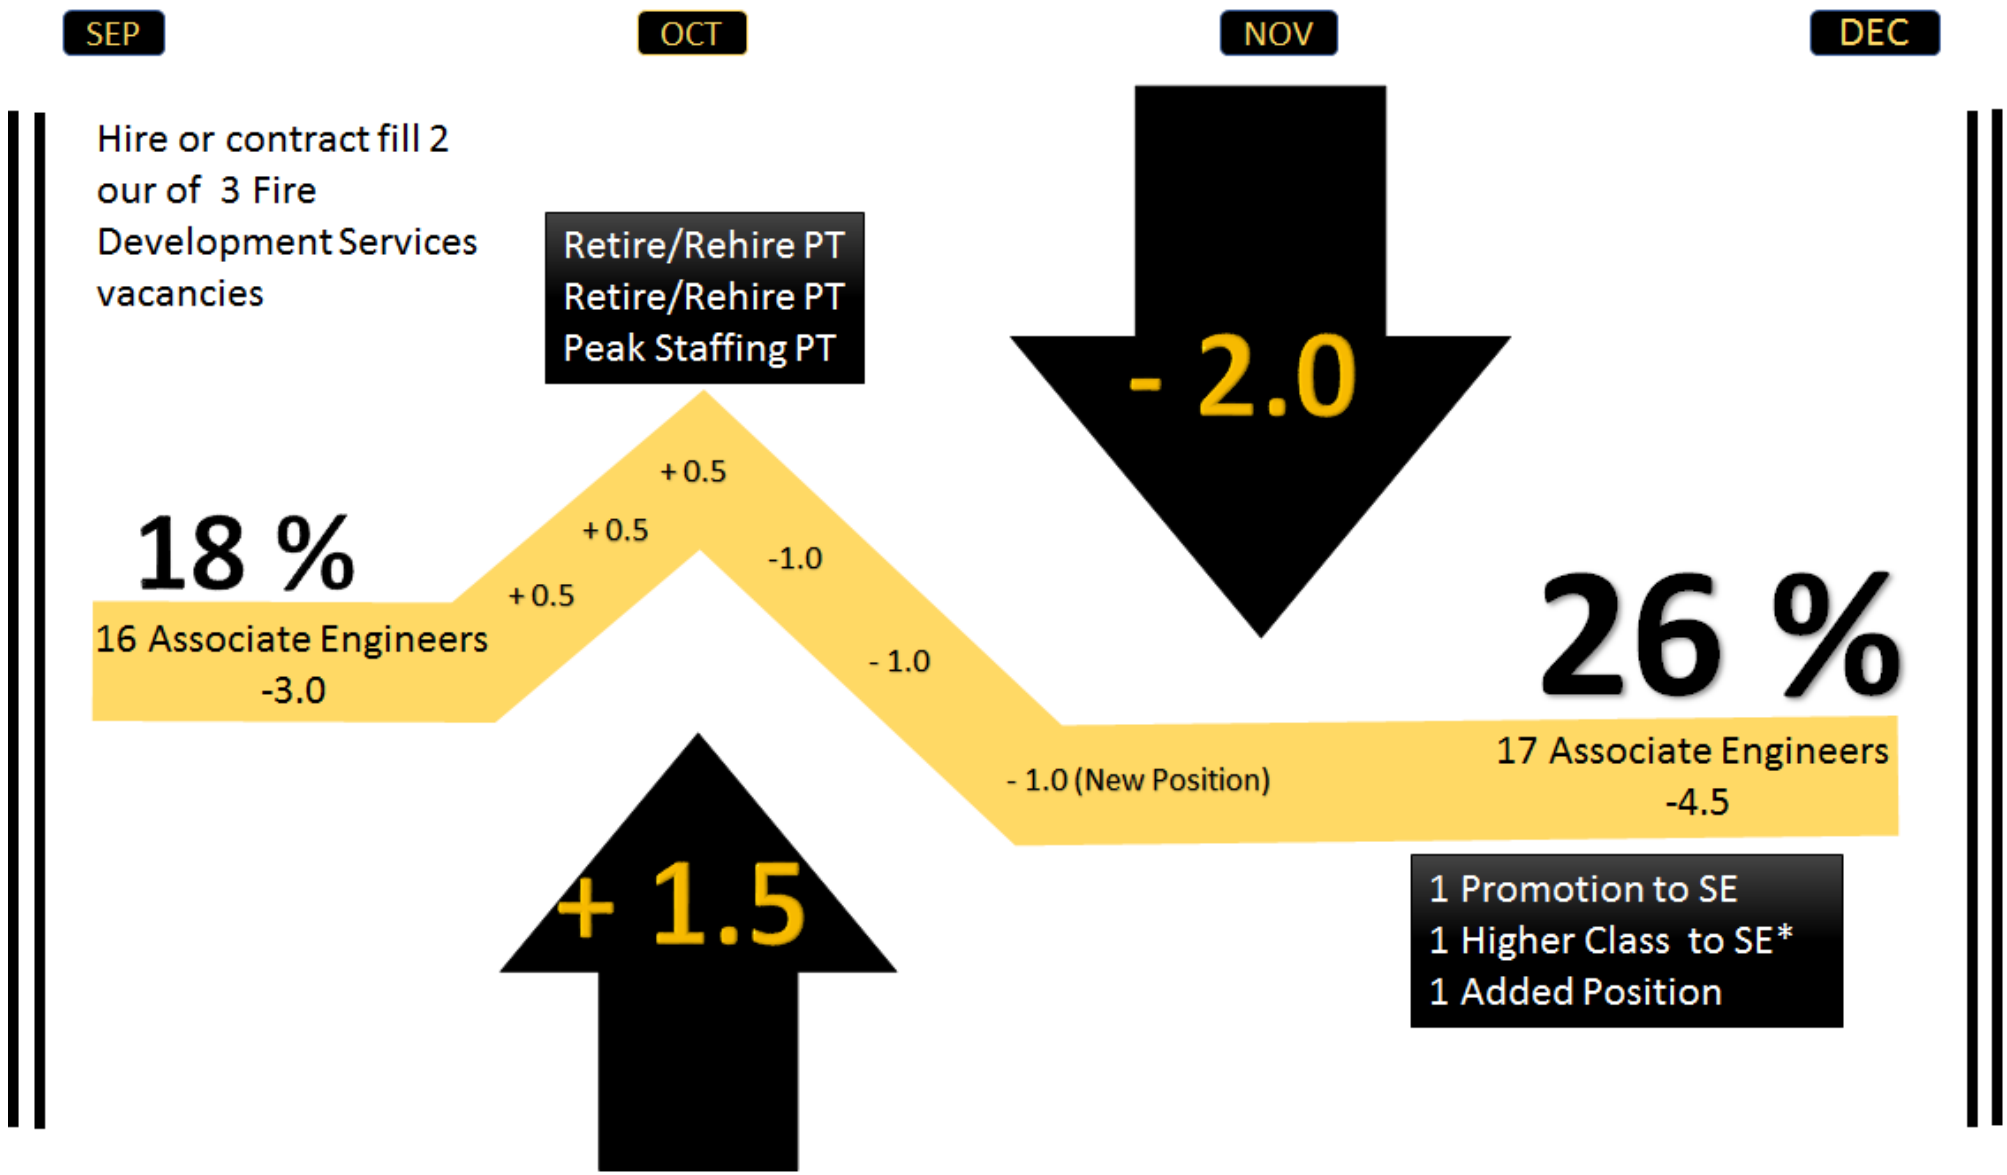 SEP
OCT
NOV
DEC
Hire or contract fill 2
our of 3 Fire
Development Services
vacancies
Retire/Rehire PT
Retire/Rehire PT
Peak Staffing PT
- 2.0
+ 0.5
+ 0.5
+ 0.5
-1.0
- 1.0
- 1.0 (New Position)
18 %
16 Associate Engineers
-3.0
26 %
17 Associate Engineers
-4.5
+ 1.5
1 Promotion to SE
1 Higher Class to SE*
1 Added Position